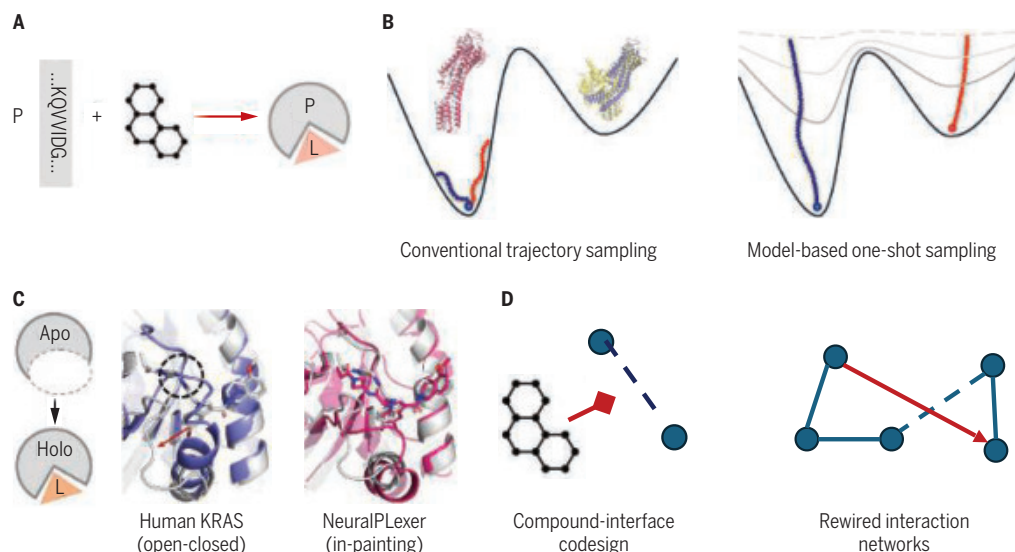 A
P
...KQVVIIDG...
+
P
L
B
Conventional trajectory sampling
Model-based one-shot sampling
C
Apo
Holo
L
Human KRAS
(open-closed)
NeuralPLexer
(in-painting)
D
Compound-interface
codesign
Rewired interaction
networks